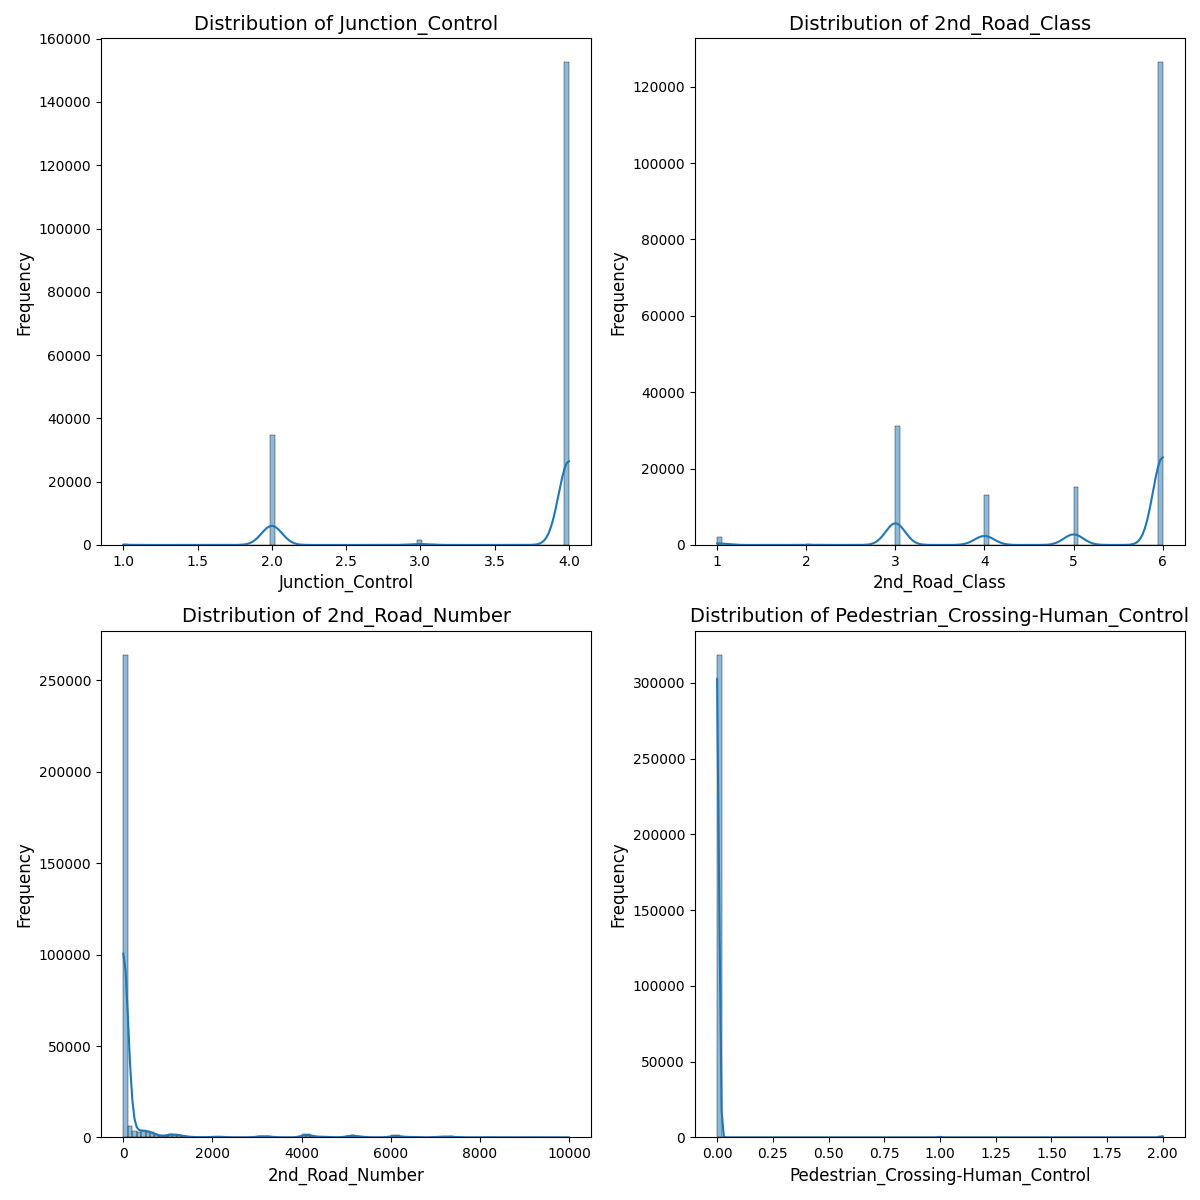 Distribution of Junction_Control
Frequency
160000
140000
120000
100000
80000
60000
40000
20000
0
1.0 1.5 2.0 2.5 3.0 3.5 4.0
Junction_Control
Distribution of 2nd_Road_Class
Frequency
120000
100000
80000
60000
40000
20000
0
1 2 3 4 5 6
2nd_Road_Class
Distribution of 2nd_Road_Number
Frequency
250000
200000
150000
100000
50000
0
0 2000 4000 6000 8000 10000
2nd_Road_Number
Distribution of Pedestrian_Crossing-Human_Control
Frequency
300000
250000
200000
150000
100000
50000
0
0.00 0.25 0.50 0.75 1.00 1.25 1.50 1.75 2.00
Pedestrian_Crossing-Human_Control